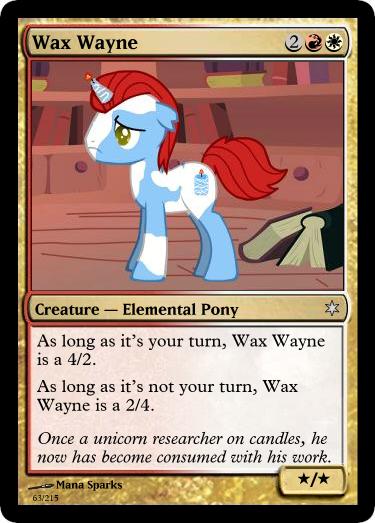 Wax Wayne 2
Creature — Elemental Pony
As long as it's your turn, Wax Wayne
is a 4/2.
As long as it's not your turn, Wax
Wayne is a 2/4.
Once a unicorn researcher on candles, he
now has become consumed with his work.
Mana Sparks
★/★
63/215